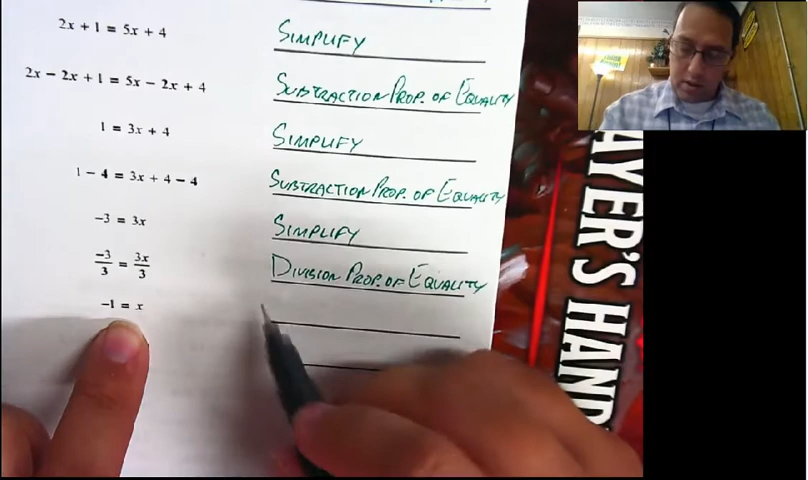 2x + 1 = 5x + 4 SIMPLIFY
2x − 2x + 1 = 5x − 2x + 4 SUBTRACTION PROP. OF EQUALITY
1 = 3x + 4 SIMPLIFY
1 − 4 = 3x + 4 − 4 SUBTRACTION PROP. OF EQUALITY
−3 = 3x SIMPLIFY
−3/3 = 3x/3 DIVISION PROP. OF EQUALITY
−1 = x
AYER'S HAND